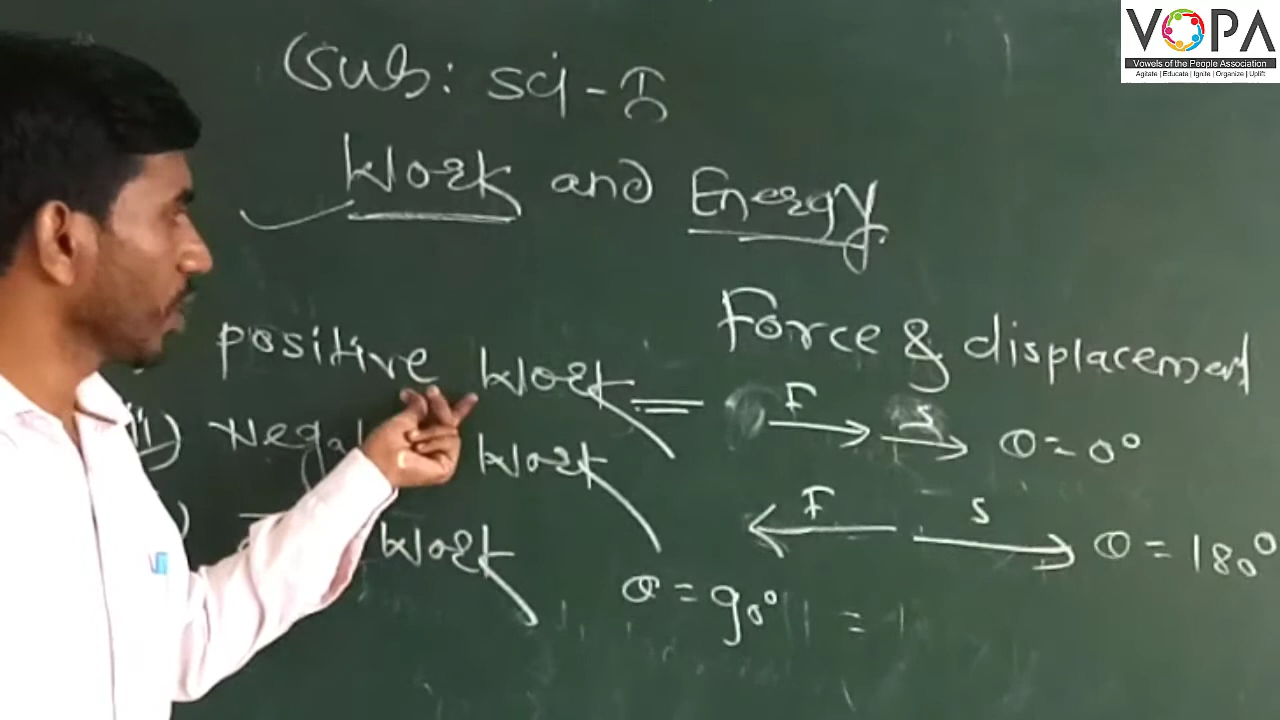 VOPA
Vowels of the People Association
Agitate | Educate | Ignite | Organize | Uplift
(Sub: Sci-I
Work and Energy
Force & displacement
positive Work =
F s θ = 0°
ii) Work
F s θ = 180°
) Work
θ = 90°